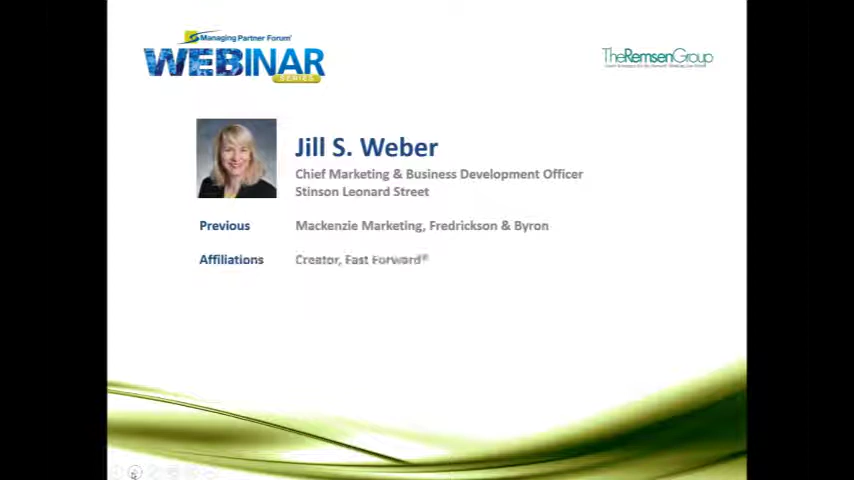 Managing Partner Forum
WEBINAR
SERIES
TheRemsenGroup
Jill S. Weber
Chief Marketing & Business Development Officer
Stinson Leonard Street
Previous Mackenzie Marketing, Fredrickson & Byron
Affiliations Creator, Fast Forward®